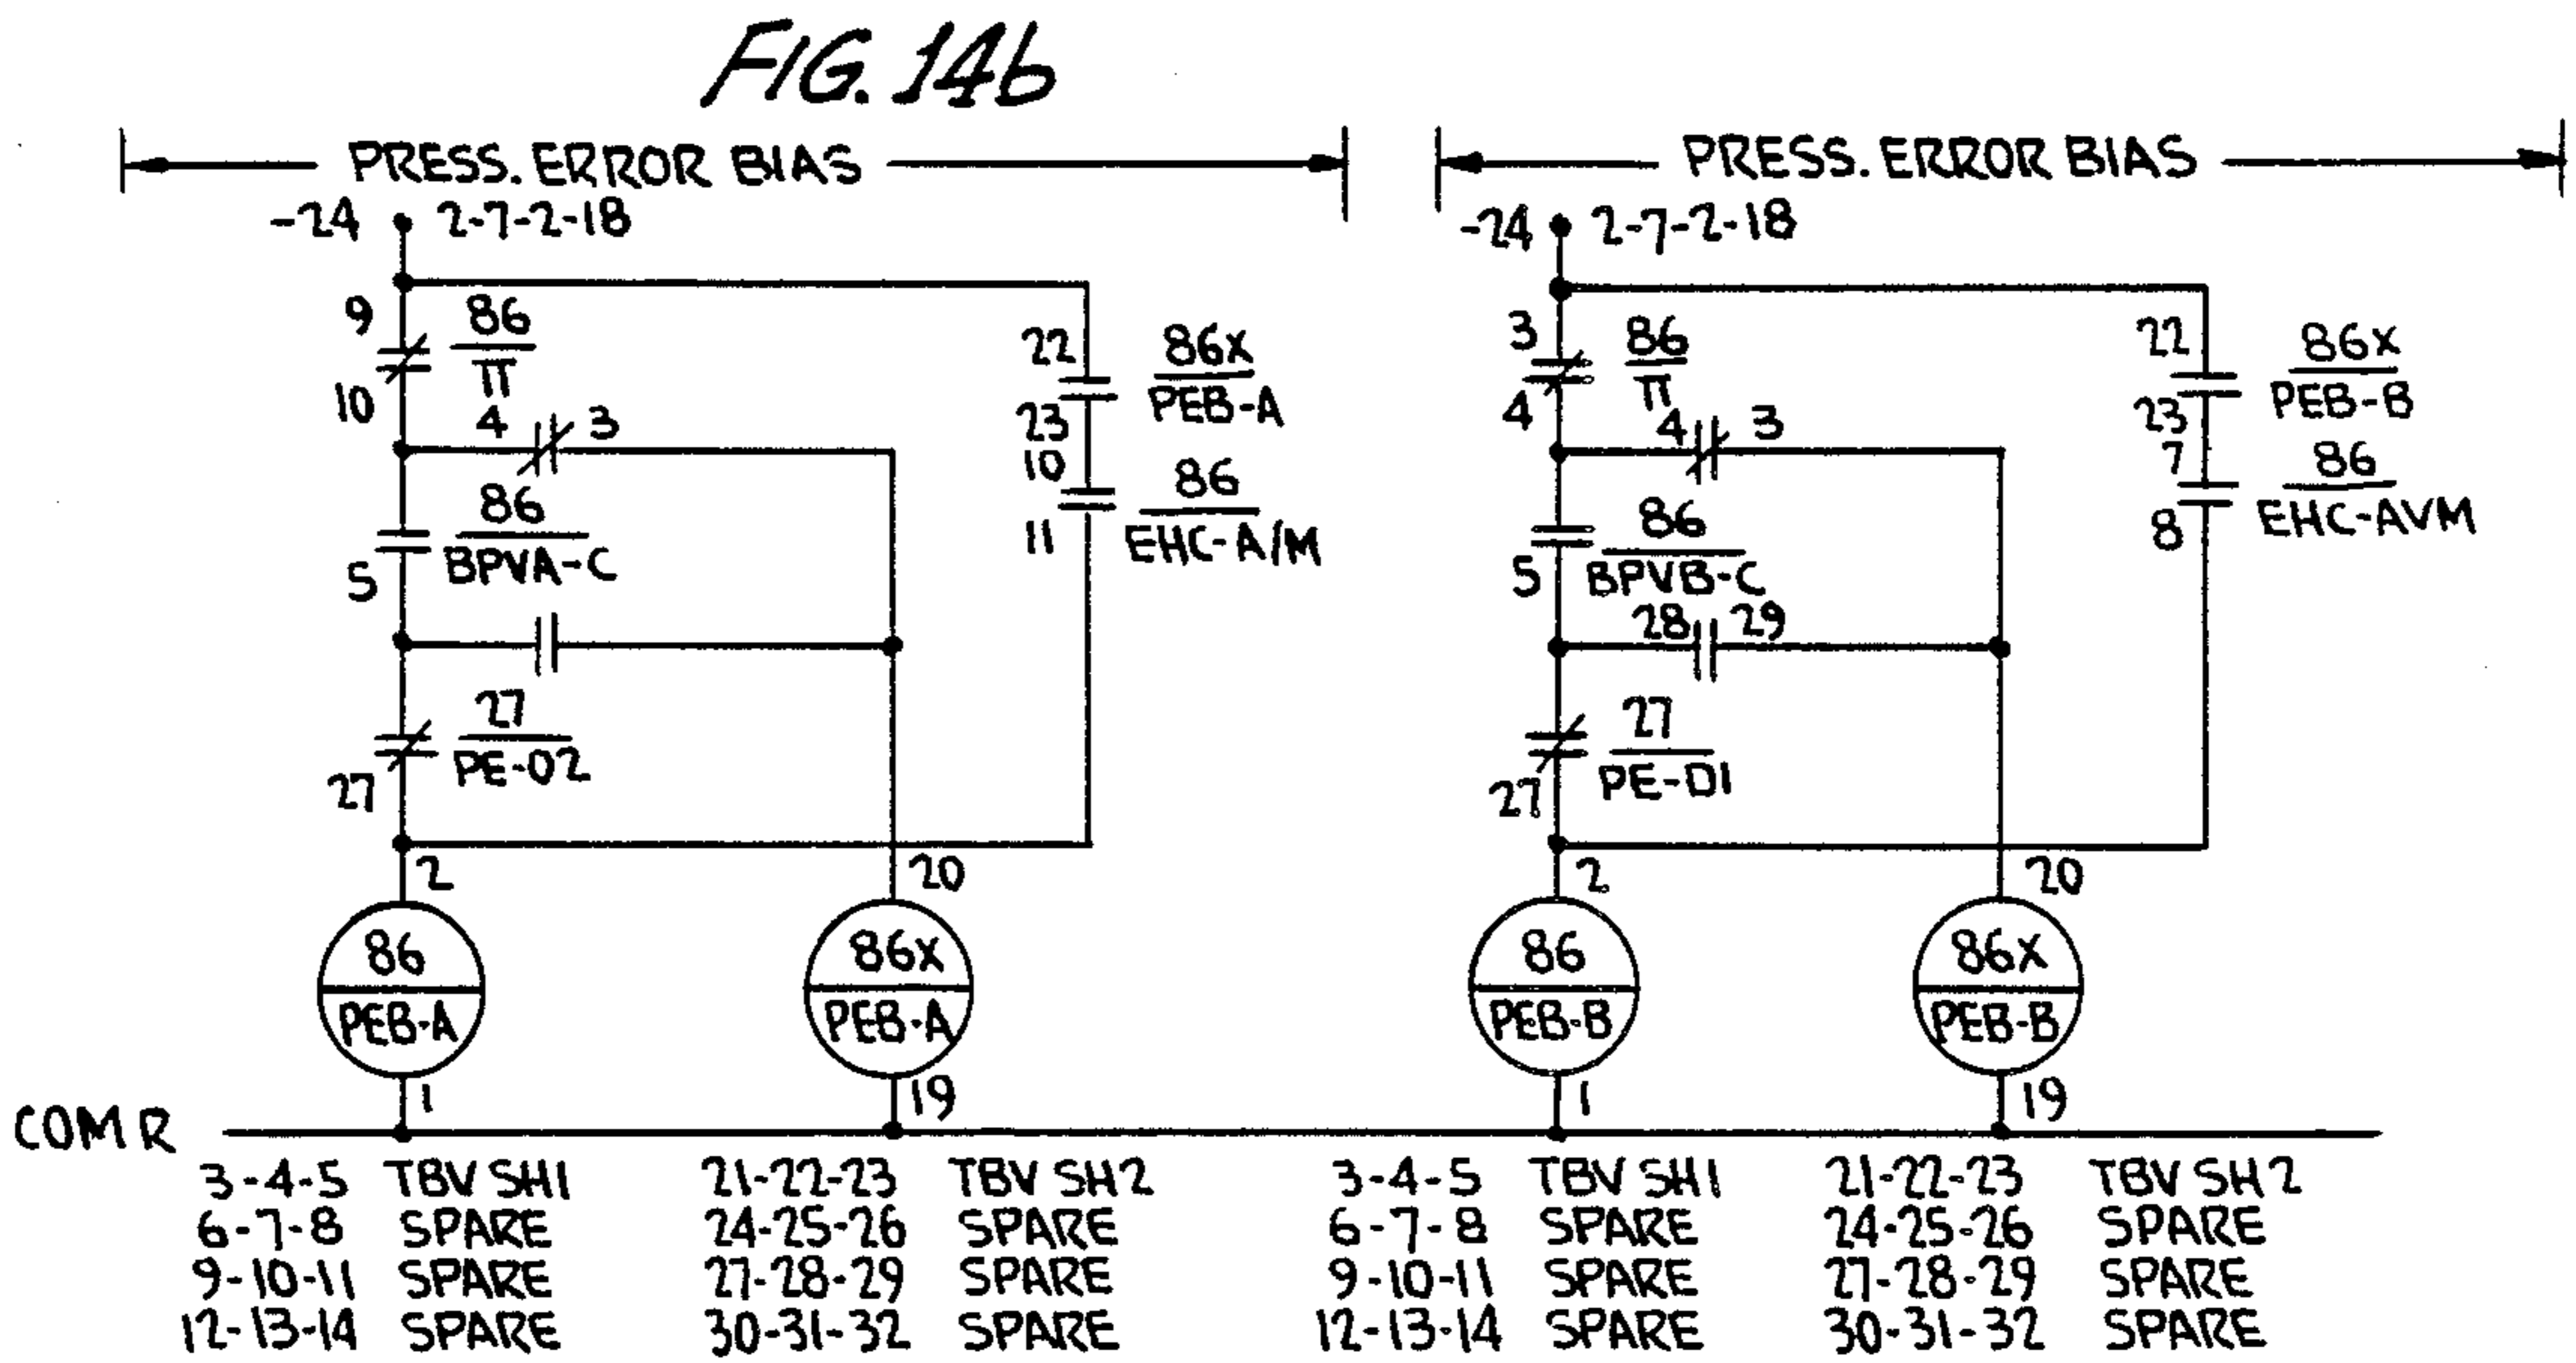 FIG. 14b
PRESS. ERROR BIAS
-24 2-7-2-18
9
86
TT
10
4 3
86
BPVA-C
5
27
PE-02
27
22
86X
PEB-A
23
10
86
EHC-A/M
11
2
20
86
PEB-A
86X
PEB-A
1
19
PRESS. ERROR BIAS
-24 2-7-2-18
3
86
TT
4
4 3
86
BPVB-C
5
28 29
27
PE-D1
27
22
86X
PEB-B
23
7
86
EHC-AVM
8
2
20
86
PEB-B
86X
PEB-B
1
19
COM R
3-4-5 TBV SH1 21-22-23 TBV SH2 3-4-5 TBV SH1 21-22-23 TBV SH2
6-7-8 SPARE 24-25-26 SPARE 6-7-8 SPARE 24-25-26 SPARE
9-10-11 SPARE 27-28-29 SPARE 9-10-11 SPARE 27-28-29 SPARE
12-13-14 SPARE 30-31-32 SPARE 12-13-14 SPARE 30-31-32 SPARE